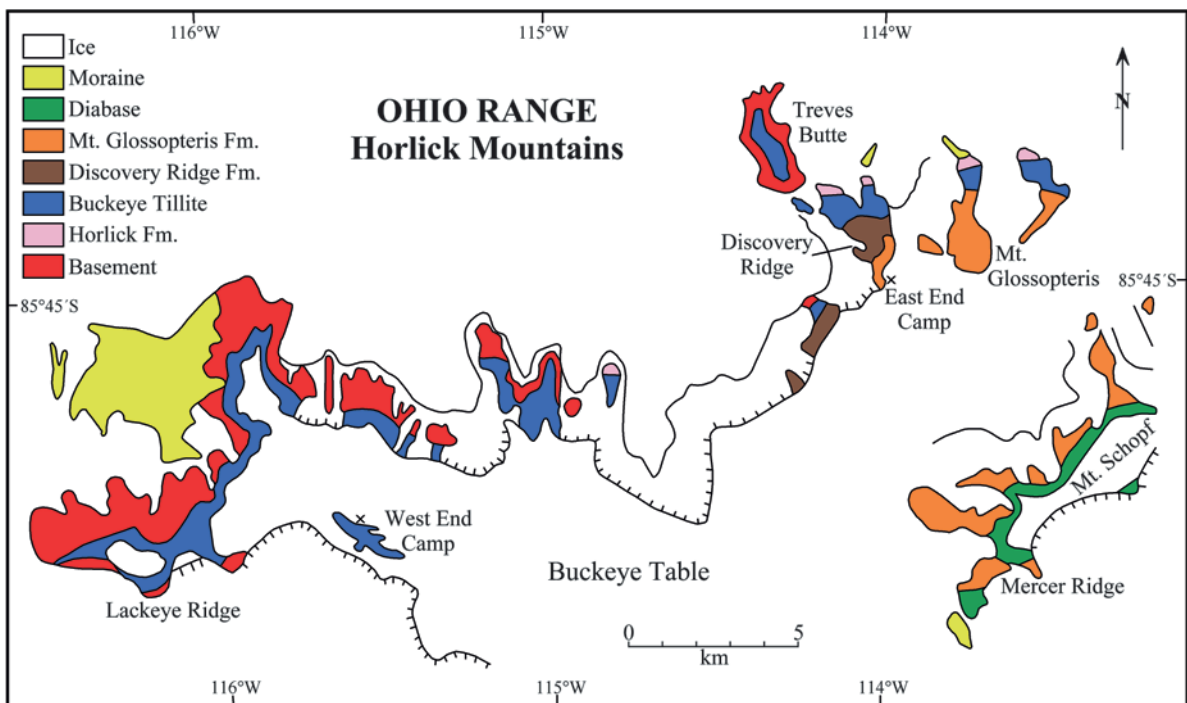 116°W
115°W
114°W
Ice
Moraine
Diabase
Mt. Glossopteris Fm.
Discovery Ridge Fm.
Buckeye Tillite
Horlick Fm.
Basement
OHIO RANGE
Horlick Mountains
Treves
Butte
N
Discovery
Ridge
Mt.
Glossopteris
85°45´S
85°45´S
East End
Camp
West End
Camp
Mt. Schopf
Buckeye Table
Mercer Ridge
Lackeye Ridge
0
5
km
116°W
115°W
114°W